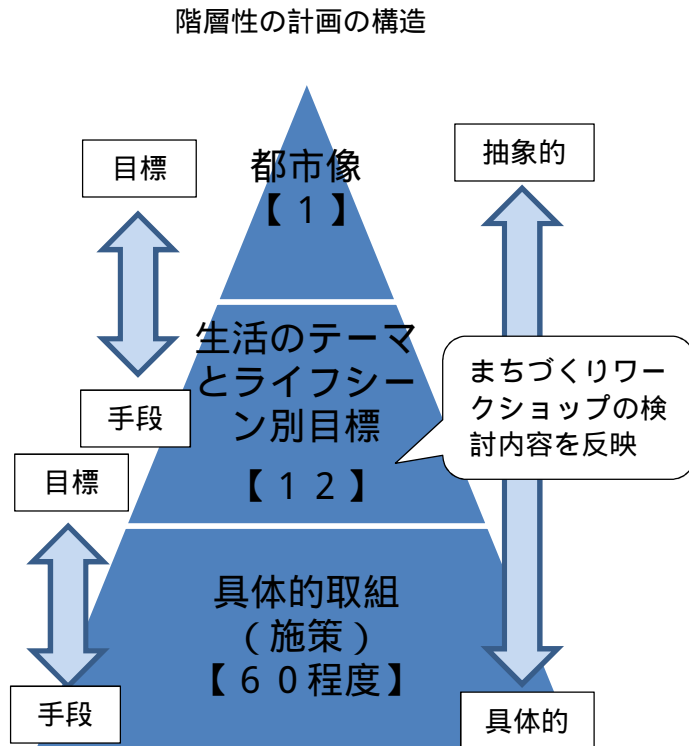 階層性の計画の構造
目標
都市像
【１】
抽象的
生活のテーマ
とライフシー
ン別目標
【１２】
手段
まちづくりワー
クショップの検
討内容を反映
目標
具体的取組
（施策）
【６０程度】
手段
具体的